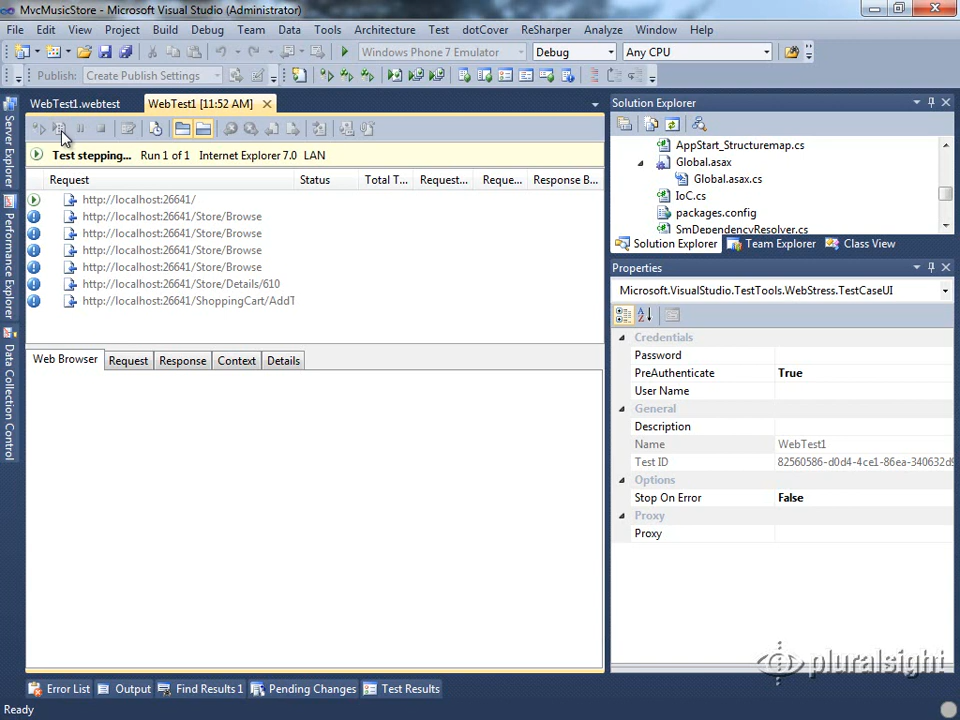 MvcMusicStore - Microsoft Visual Studio (Administrator)
File Edit View Project Build Debug Team Data Tools Architecture Test dotCover ReSharper Analyze Window Help
Windows Phone 7 Emulator Debug Any CPU
Publish: Create Publish Settings
WebTest1.webtest WebTest1 [11:52 AM]
Test stepping... Run 1 of 1 Internet Explorer 7.0 LAN
Request Status Total T... Request... Reque... Response B...
http://localhost:26641/
http://localhost:26641/Store/Browse
http://localhost:26641/Store/Browse
http://localhost:26641/Store/Browse
http://localhost:26641/Store/Browse
http://localhost:26641/Store/Details/610
http://localhost:26641/ShoppingCart/AddT
Web Browser Request Response Context Details
Server Explorer
Performance Explorer
Data Collection Control
Solution Explorer
AppStart_Structuremap.cs
Global.asax
Global.asax.cs
IoC.cs
packages.config
SmDependencyResolver.cs
Solution Explorer Team Explorer Class View
Properties
Microsoft.VisualStudio.TestTools.WebStress.TestCaseUI
Credentials
Password
PreAuthenticate True
User Name
General
Description
Name WebTest1
Test ID 82560586-d0d4-4ce1-86ea-340632d
Options
Stop On Error False
Proxy
Proxy
pluralsight
Error List Output Find Results 1 Pending Changes Test Results
Ready